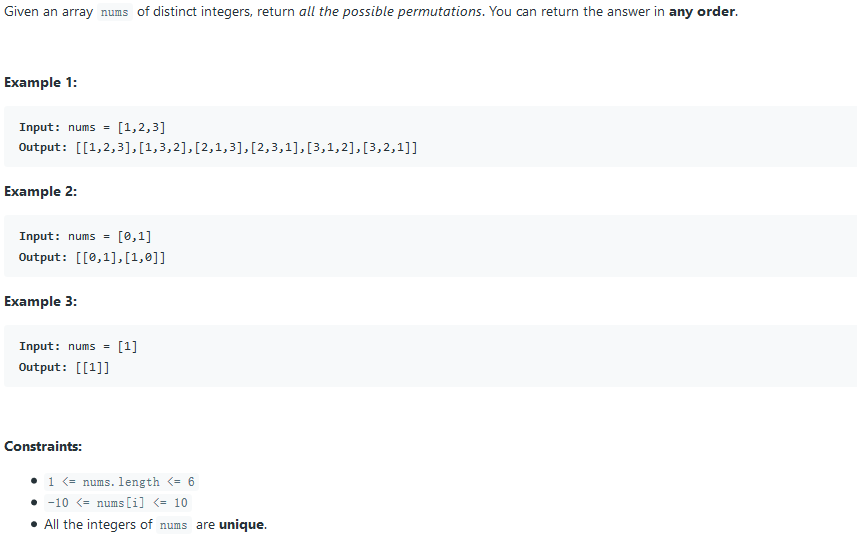 Given an array nums of distinct integers, return all the possible permutations. You can return the answer in any order.
Example 1:
Input: nums = [1,2,3]
Output: [[1,2,3],[1,3,2],[2,1,3],[2,3,1],[3,1,2],[3,2,1]]
Example 2:
Input: nums = [0,1]
Output: [[0,1],[1,0]]
Example 3:
Input: nums = [1]
Output: [[1]]
Constraints:
• 1 <= nums.length <= 6
• -10 <= nums[i] <= 10
• All the integers of nums are unique.